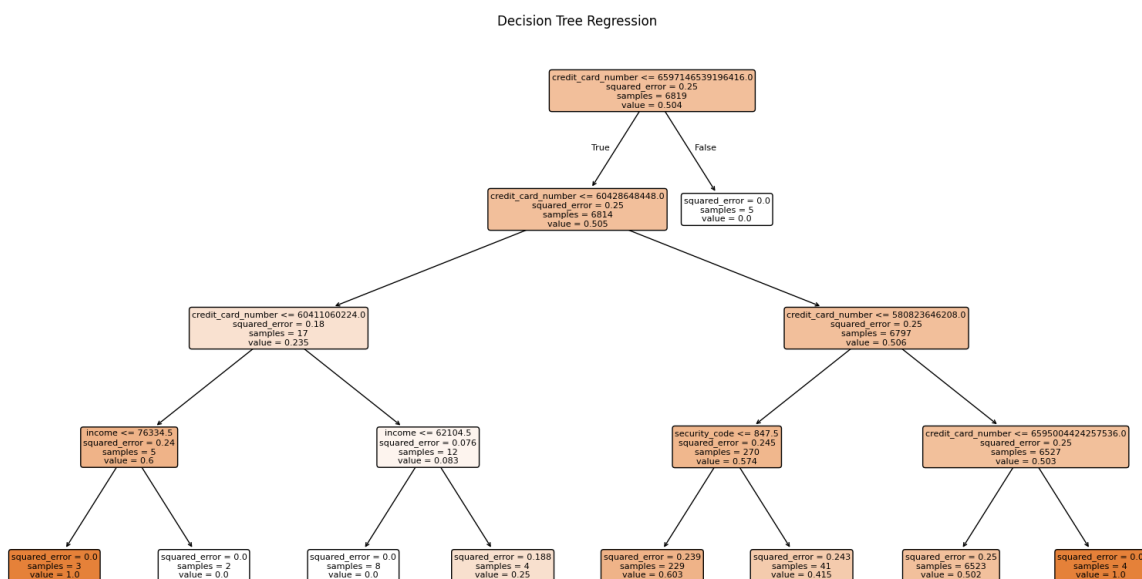 Decision Tree Regression
credit_card_number <= 6597146539196416.0
squared_error = 0.25
samples = 6819
value = 0.504
True
False
credit_card_number <= 60428648448.0
squared_error = 0.25
samples = 6814
value = 0.505
squared_error = 0.0
samples = 5
value = 0.0
credit_card_number <= 60411060224.0
squared_error = 0.18
samples = 17
value = 0.235
credit_card_number <= 580823646208.0
squared_error = 0.25
samples = 6797
value = 0.506
income <= 76334.5
squared_error = 0.24
samples = 5
value = 0.6
income <= 62104.5
squared_error = 0.076
samples = 12
value = 0.083
security_code <= 847.5
squared_error = 0.245
samples = 270
value = 0.574
credit_card_number <= 6595004424257536.0
squared_error = 0.25
samples = 6527
value = 0.503
squared_error = 0.0
samples = 3
value = 1.0
squared_error = 0.0
samples = 2
value = 0.0
squared_error = 0.0
samples = 8
value = 0.0
squared_error = 0.188
samples = 4
value = 0.25
squared_error = 0.239
samples = 229
value = 0.603
squared_error = 0.243
samples = 41
value = 0.415
squared_error = 0.25
samples = 6523
value = 0.502
squared_error = 0.0
samples = 4
value = 1.0